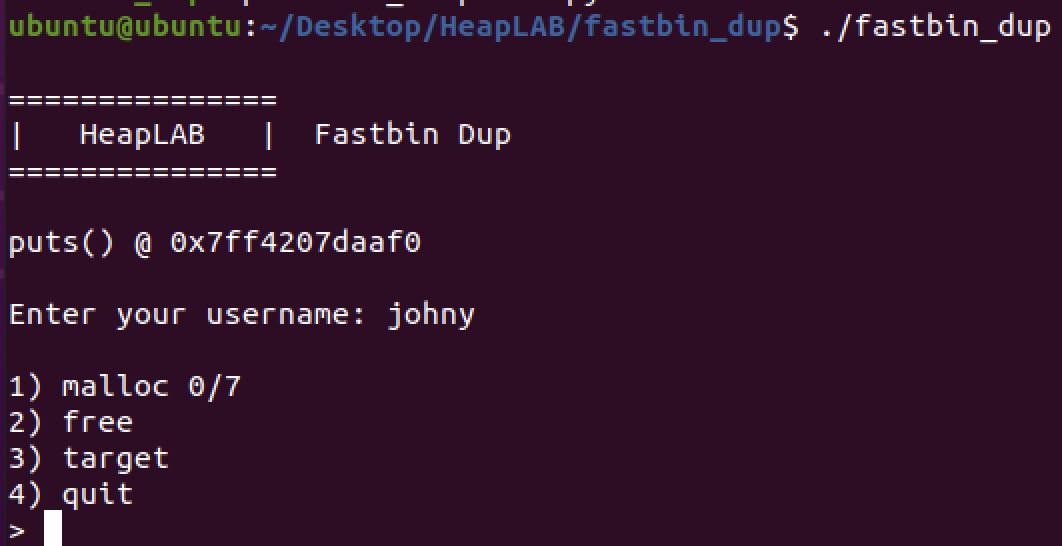 ubuntu@ubuntu:~/Desktop/HeapLAB/fastbin_dup$ ./fastbin_dup
===============
|   HeapLAB   |  Fastbin Dup
===============
puts() @ 0x7ff4207daaf0
Enter your username: johny
1) malloc 0/7
2) free
3) target
4) quit
>